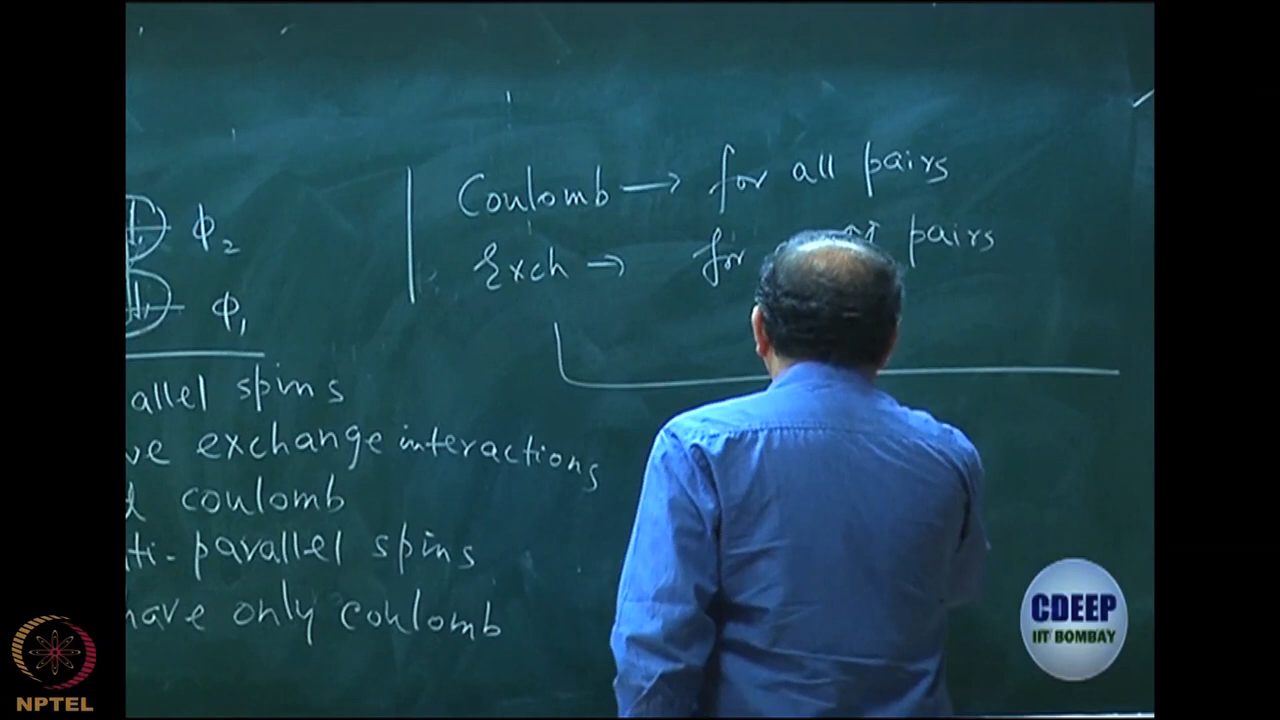 Coulomb → for all pairs
Exch → for ↑↑ pairs
ϕ₂
ϕ₁
allel spins
ve exchange interactions
coulomb
ti-parallel spins
have only coulomb
CDEEP
IIT BOMBAY
NPTEL